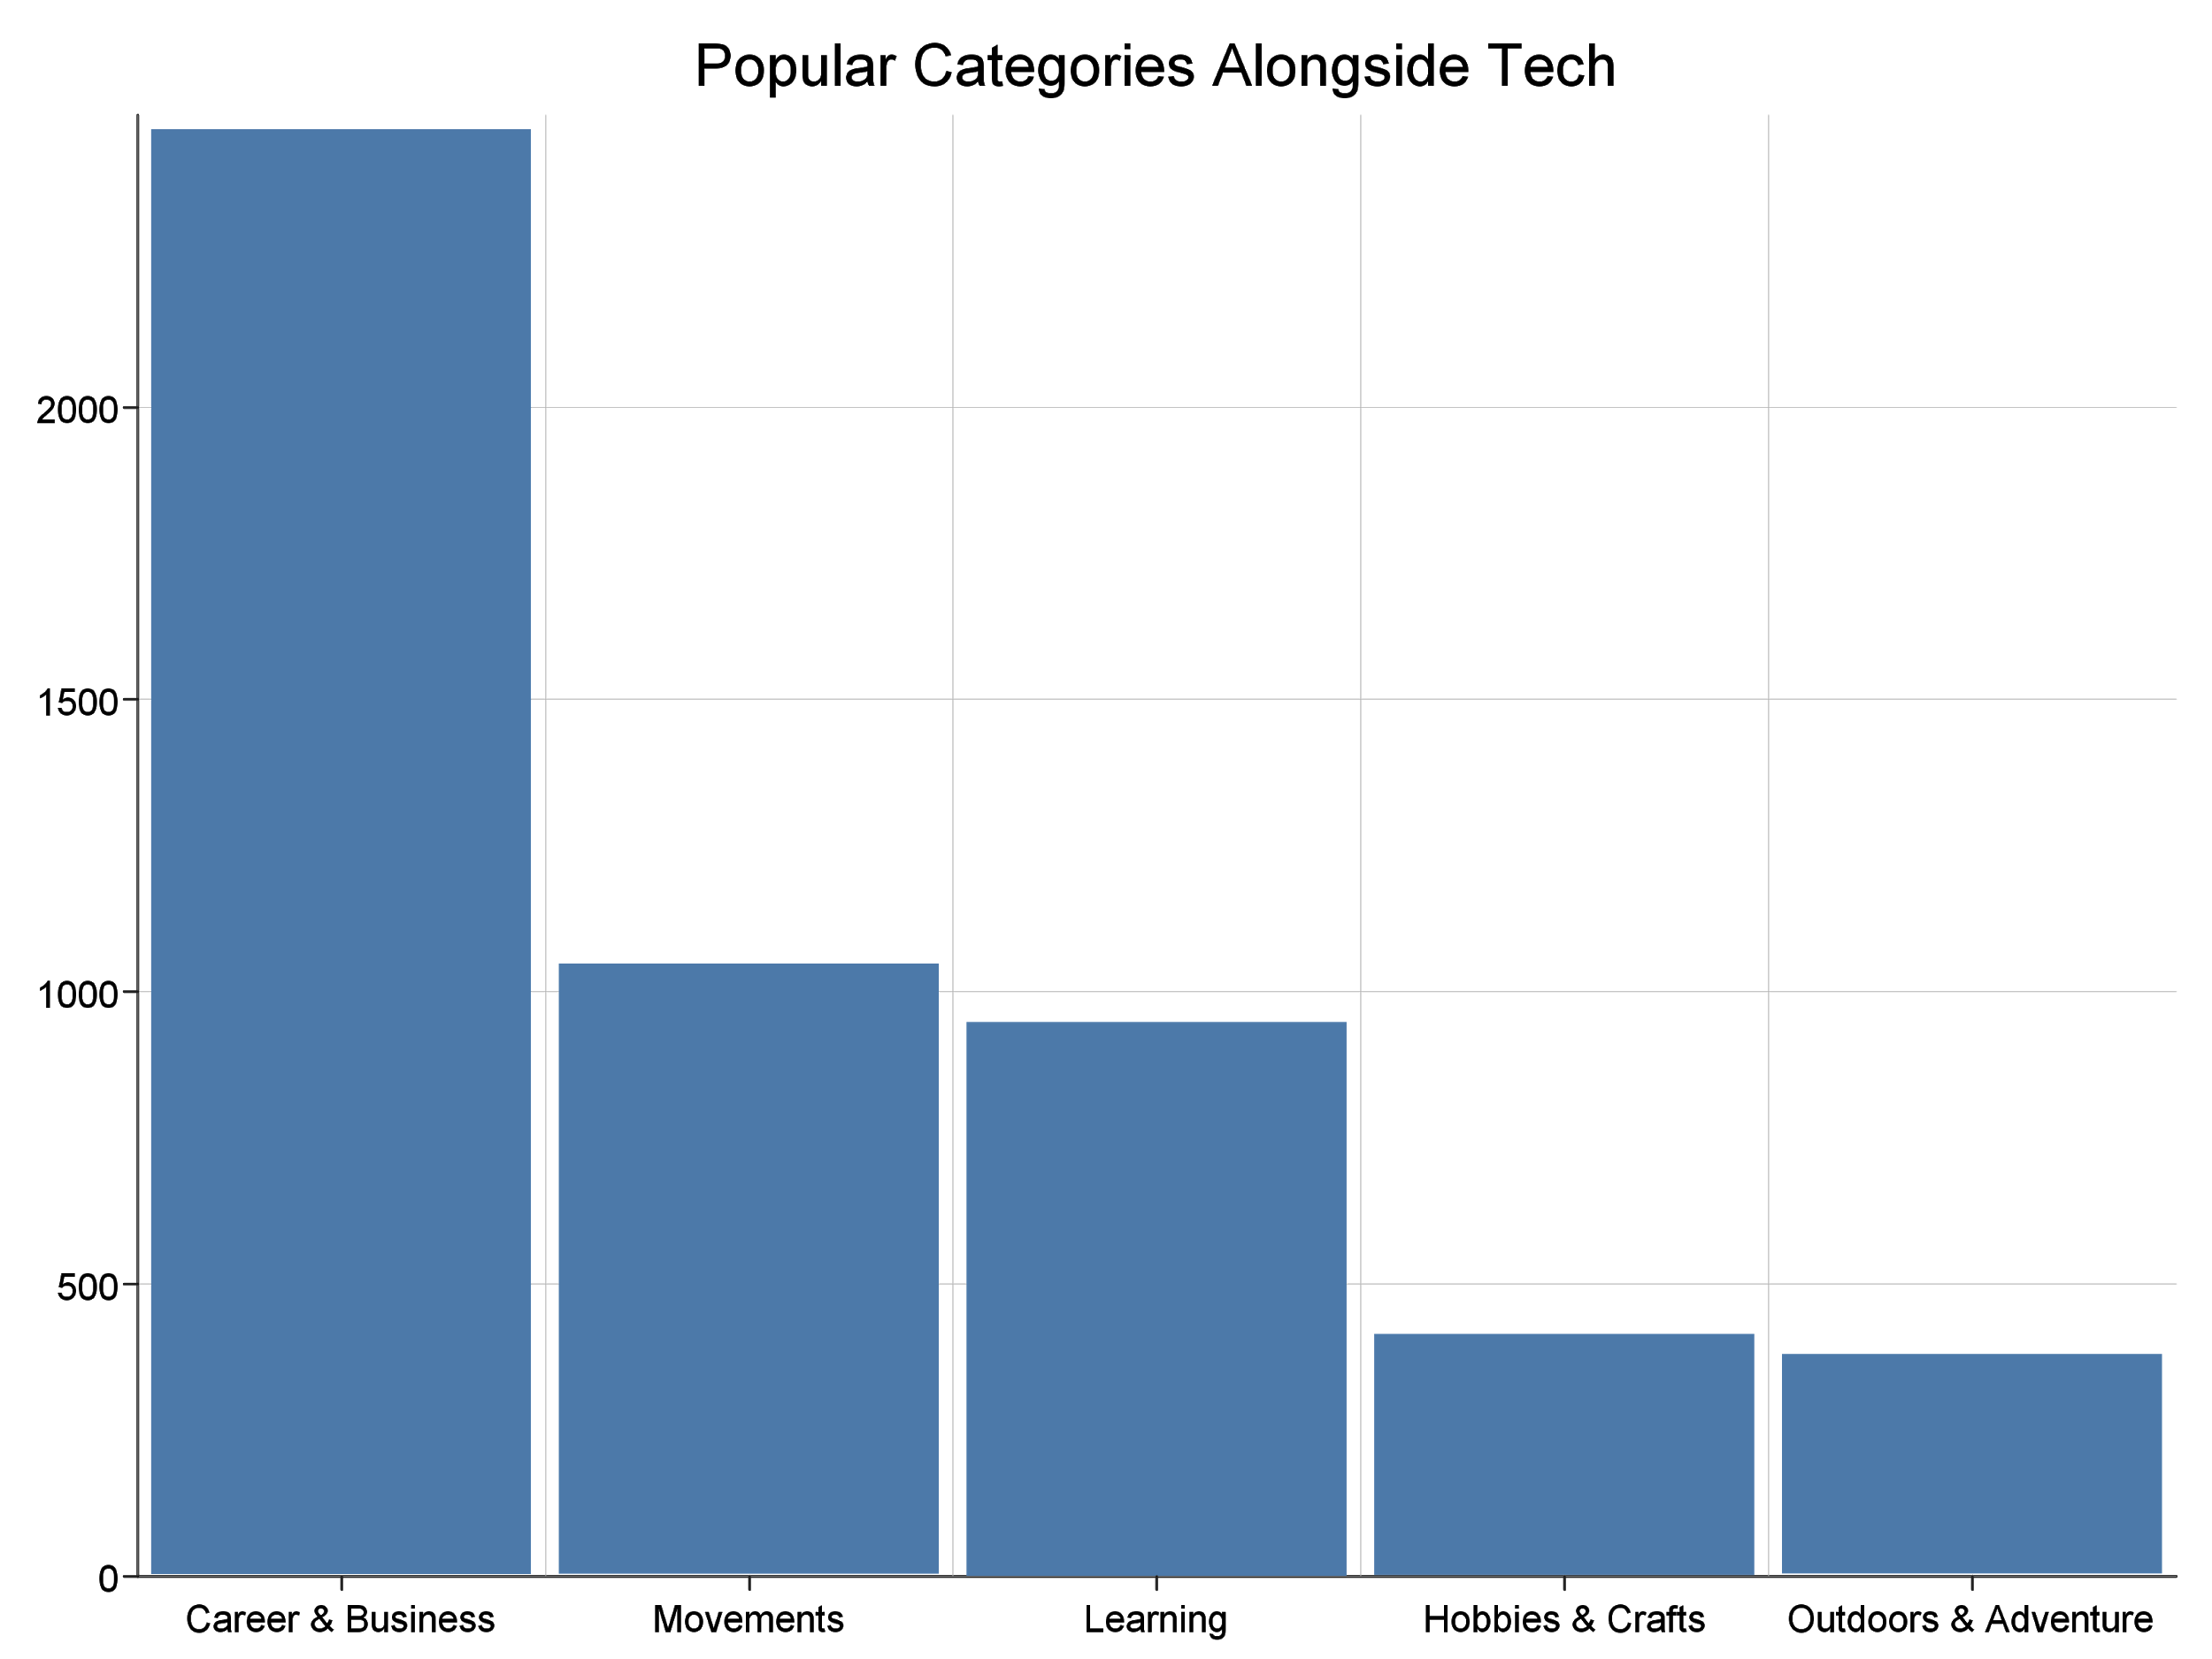 Popular Categories Alongside Tech
2000
1500
1000
500
0
Career & Business
Movements
Learning
Hobbies & Crafts
Outdoors & Adventure